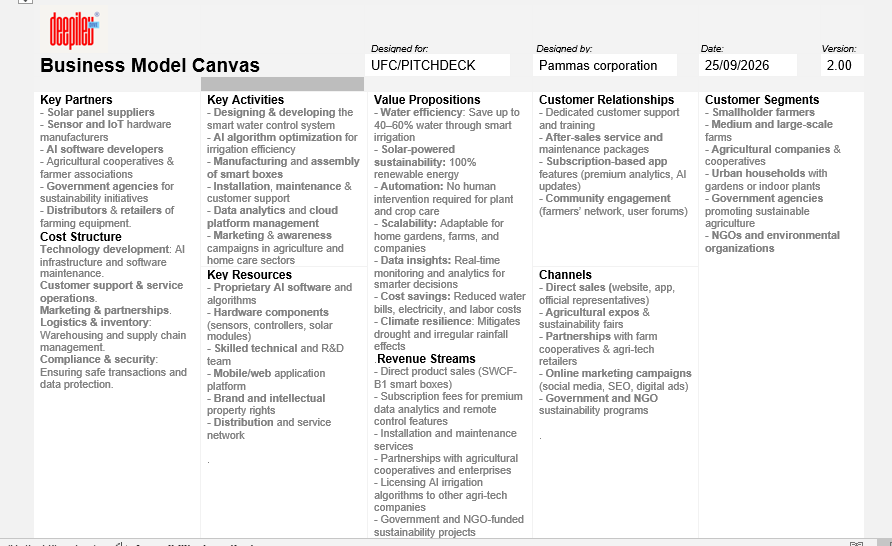 deepileu
Business Model Canvas
Designed for:
UFC/PITCHDECK
Designed by:
Pammas corporation
Date:
25/09/2026
Version:
2.00
Key Partners
- Solar panel suppliers
- Sensor and IoT hardware
manufacturers
- AI software developers
- Agricultural cooperatives &
farmer associations
- Government agencies for
sustainability initiatives
- Distributors & retailers of
farming equipment.
Cost Structure
Technology development: AI
infrastructure and software
maintenance.
Customer support & service
operations.
Marketing & partnerships.
Logistics & inventory:
Warehousing and supply chain
management.
Compliance & security:
Ensuring safe transactions and
data protection.
Key Activities
- Designing & developing the
smart water control system
- AI algorithm optimization for
irrigation efficiency
- Manufacturing and assembly
of smart boxes
- Installation, maintenance &
customer support
- Data analytics and cloud
platform management
- Marketing & awareness
campaigns in agriculture and
home care sectors
Key Resources
- Proprietary AI software and
algorithms
- Hardware components
(sensors, controllers, solar
modules)
- Skilled technical and R&D
team
- Mobile/web application
platform
- Brand and intellectual
property rights
- Distribution and service
network
.
Value Propositions
- Water efficiency: Save up to
40–60% water through smart
irrigation
- Solar-powered
sustainability: 100%
renewable energy
- Automation: No human
intervention required for plant
and crop care
- Scalability: Adaptable for
home gardens, farms, and
companies
- Data insights: Real-time
monitoring and analytics for
smarter decisions
- Cost savings: Reduced water
bills, electricity, and labor costs
- Climate resilience: Mitigates
drought and irregular rainfall
effects
.Revenue Streams
- Direct product sales (SWCF-
B1 smart boxes)
- Subscription fees for premium
data analytics and remote
control features
- Installation and maintenance
services
- Partnerships with agricultural
cooperatives and enterprises
- Licensing AI irrigation
algorithms to other agri-tech
companies
- Government and NGO-funded
sustainability projects
Customer Relationships
- Dedicated customer support
and training
- After-sales service and
maintenance packages
- Subscription-based app
features (premium analytics, AI
updates)
- Community engagement
(farmers' network, user forums)
Channels
- Direct sales (website, app,
official representatives)
- Agricultural expos &
sustainability fairs
- Partnerships with farm
cooperatives & agri-tech
retailers
- Online marketing campaigns
(social media, SEO, digital ads)
- Government and NGO
sustainability programs
.
Customer Segments
- Smallholder farmers
- Medium and large-scale
farms
- Agricultural companies &
cooperatives
- Urban households with
gardens or indoor plants
- Government agencies
promoting sustainable
agriculture
- NGOs and environmental
organizations